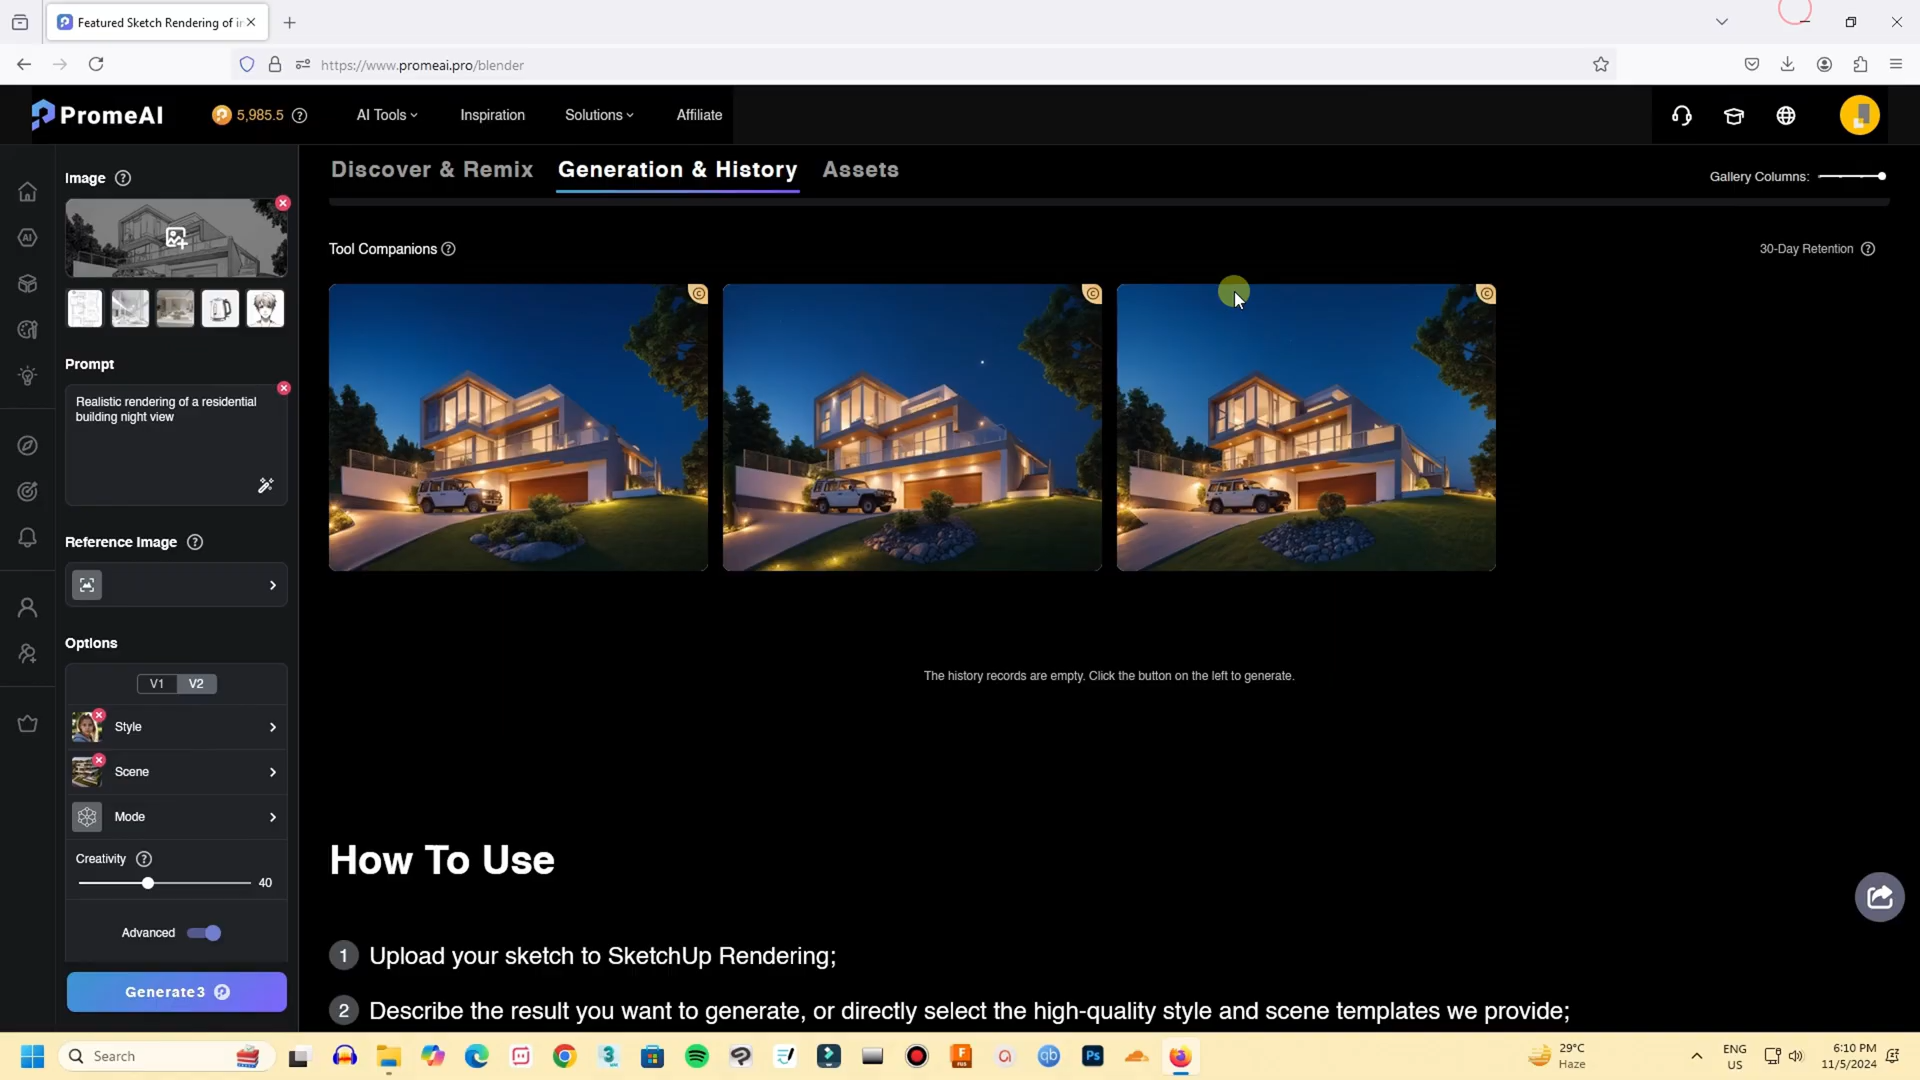 Featured Sketch Rendering of in
https://www.promeai.pro/blender
PromeAI
5,985.5
AI Tools
Inspiration
Solutions
Affiliate
Image
Discover & Remix
Generation & History
Assets
Gallery Columns:
Tool Companions
30-Day Retention
Prompt
Realistic rendering of a residential
building night view
Reference Image
Options
V1
V2
Style
Scene
Mode
Creativity
40
Advanced
Generate3
The history records are empty. Click the button on the left to generate.
How To Use
1 Upload your sketch to SketchUp Rendering;
2 Describe the result you want to generate, or directly select the high-quality style and scene templates we provide;
Search
29°C
Haze
ENG
US
6:10 PM
11/5/2024